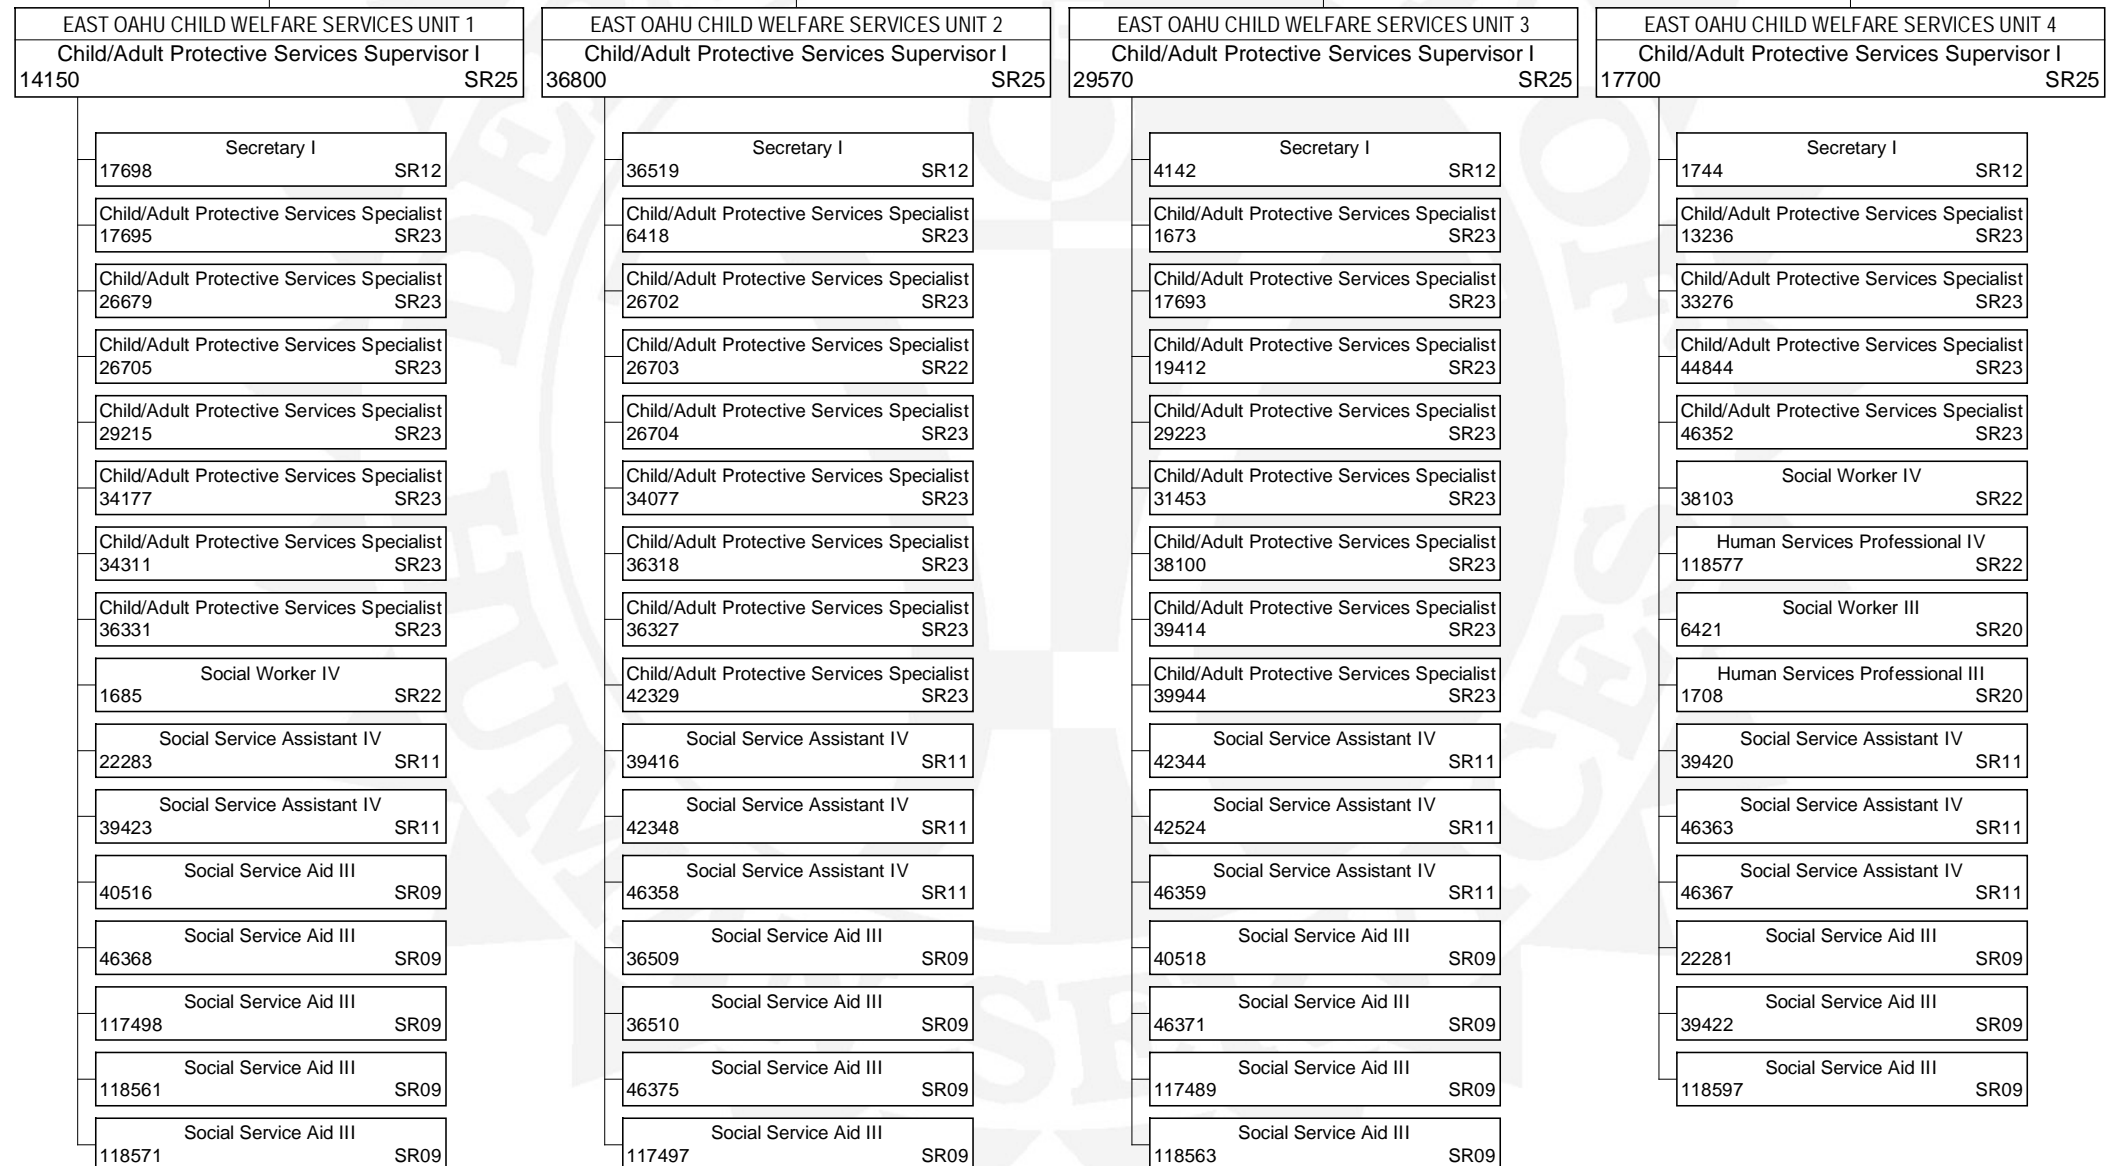 EAST OAHU CHILD WELFARE SERVICES UNIT 1
Child/Adult Protective Services Supervisor I
14150 SR25
Secretary I
17698 SR12
Child/Adult Protective Services Specialist
17695 SR23
Child/Adult Protective Services Specialist
26679 SR23
Child/Adult Protective Services Specialist
26705 SR23
Child/Adult Protective Services Specialist
29215 SR23
Child/Adult Protective Services Specialist
34177 SR23
Child/Adult Protective Services Specialist
34311 SR23
Child/Adult Protective Services Specialist
36331 SR23
Social Worker IV
1685 SR22
Social Service Assistant IV
22283 SR11
Social Service Assistant IV
39423 SR11
Social Service Aid III
40516 SR09
Social Service Aid III
46368 SR09
Social Service Aid III
117498 SR09
Social Service Aid III
118561 SR09
Social Service Aid III
118571 SR09
EAST OAHU CHILD WELFARE SERVICES UNIT 2
Child/Adult Protective Services Supervisor I
36800 SR25
Secretary I
36519 SR12
Child/Adult Protective Services Specialist
6418 SR23
Child/Adult Protective Services Specialist
26702 SR23
Child/Adult Protective Services Specialist
26703 SR22
Child/Adult Protective Services Specialist
26704 SR23
Child/Adult Protective Services Specialist
34077 SR23
Child/Adult Protective Services Specialist
36318 SR23
Child/Adult Protective Services Specialist
36327 SR23
Child/Adult Protective Services Specialist
42329 SR23
Social Service Assistant IV
39416 SR11
Social Service Assistant IV
42348 SR11
Social Service Assistant IV
46358 SR11
Social Service Aid III
36509 SR09
Social Service Aid III
36510 SR09
Social Service Aid III
46375 SR09
Social Service Aid III
117497 SR09
EAST OAHU CHILD WELFARE SERVICES UNIT 3
Child/Adult Protective Services Supervisor I
29570 SR25
Secretary I
4142 SR12
Child/Adult Protective Services Specialist
1673 SR23
Child/Adult Protective Services Specialist
17693 SR23
Child/Adult Protective Services Specialist
19412 SR23
Child/Adult Protective Services Specialist
29223 SR23
Child/Adult Protective Services Specialist
31453 SR23
Child/Adult Protective Services Specialist
38100 SR23
Child/Adult Protective Services Specialist
39414 SR23
Child/Adult Protective Services Specialist
39944 SR23
Social Service Assistant IV
42344 SR11
Social Service Assistant IV
42524 SR11
Social Service Assistant IV
46359 SR11
Social Service Aid III
40518 SR09
Social Service Aid III
46371 SR09
Social Service Aid III
117489 SR09
Social Service Aid III
118563 SR09
EAST OAHU CHILD WELFARE SERVICES UNIT 4
Child/Adult Protective Services Supervisor I
17700 SR25
Secretary I
1744 SR12
Child/Adult Protective Services Specialist
13236 SR23
Child/Adult Protective Services Specialist
33276 SR23
Child/Adult Protective Services Specialist
44844 SR23
Child/Adult Protective Services Specialist
46352 SR23
Social Worker IV
38103 SR22
Human Services Professional IV
118577 SR22
Social Worker III
6421 SR20
Human Services Professional III
1708 SR20
Social Service Assistant IV
39420 SR11
Social Service Assistant IV
46363 SR11
Social Service Assistant IV
46367 SR11
Social Service Aid III
22281 SR09
Social Service Aid III
39422 SR09
Social Service Aid III
118597 SR09